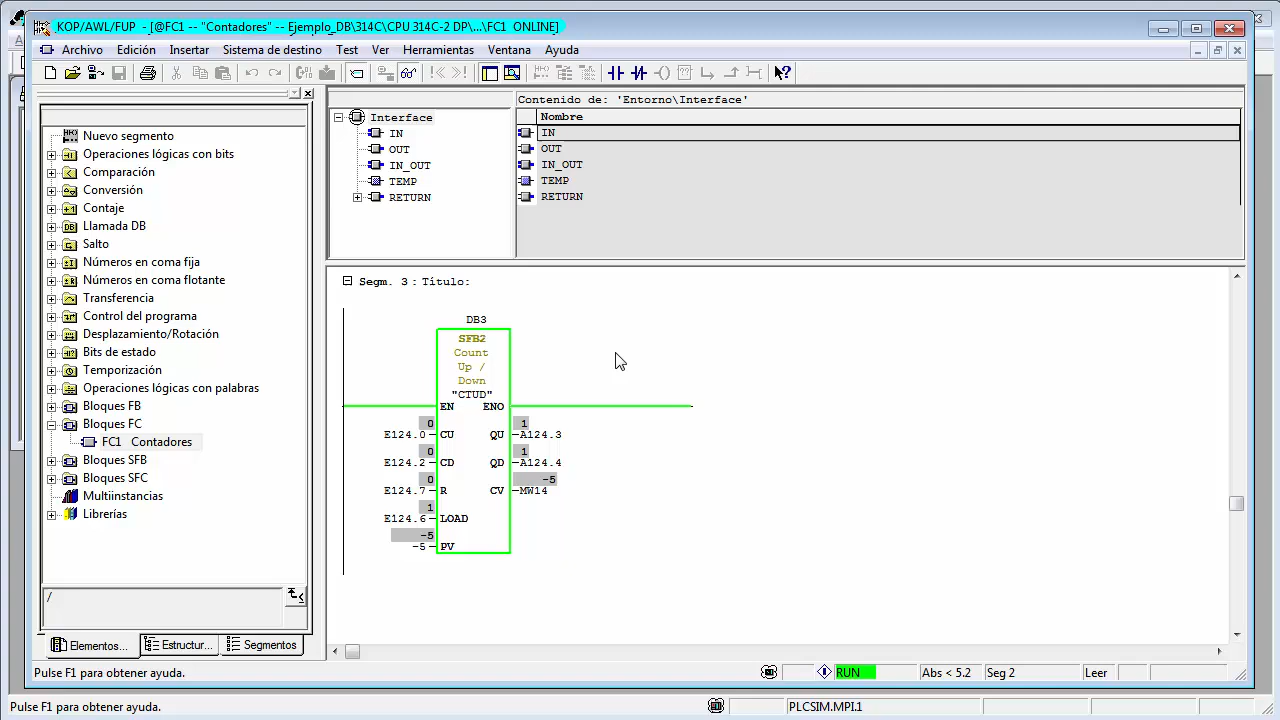 KOP/AWL/FUP - [@FC1 -- "Contadores" -- Ejemplo_DB\314C\CPU 314C-2 DP\...\FC1 ONLINE]
Archivo Edición Insertar Sistema de destino Test Ver Herramientas Ventana Ayuda
Nuevo segmento
Operaciones lógicas con bits
Comparación
Conversión
Contaje
Llamada DB
Salto
Números en coma fija
Números en coma flotante
Transferencia
Control del programa
Desplazamiento/Rotación
Bits de estado
Temporización
Operaciones lógicas con palabras
Bloques FB
Bloques FC
FC1 Contadores
Bloques SFB
Bloques SFC
Multiinstancias
Librerías
/
Elementos... Estructur... Segmentos
Interface
IN
OUT
IN_OUT
TEMP
RETURN
Contenido de: 'Entorno\Interface'
Nombre
IN
OUT
IN_OUT
TEMP
RETURN
Segm. 3 : Título:
DB3
SFB2
Count
Up /
Down
"CTUD"
EN ENO
0 1
E124.0 CU QU A124.3
0 1
E124.2 CD QD A124.4
0 -5
E124.7 R CV MW14
1
E124.6 LOAD
-5
-5 PV
Pulse F1 para obtener ayuda. RUN Abs < 5.2 Seg 2 Leer
Pulse F1 para obtener ayuda. PLCSIM.MPI.1